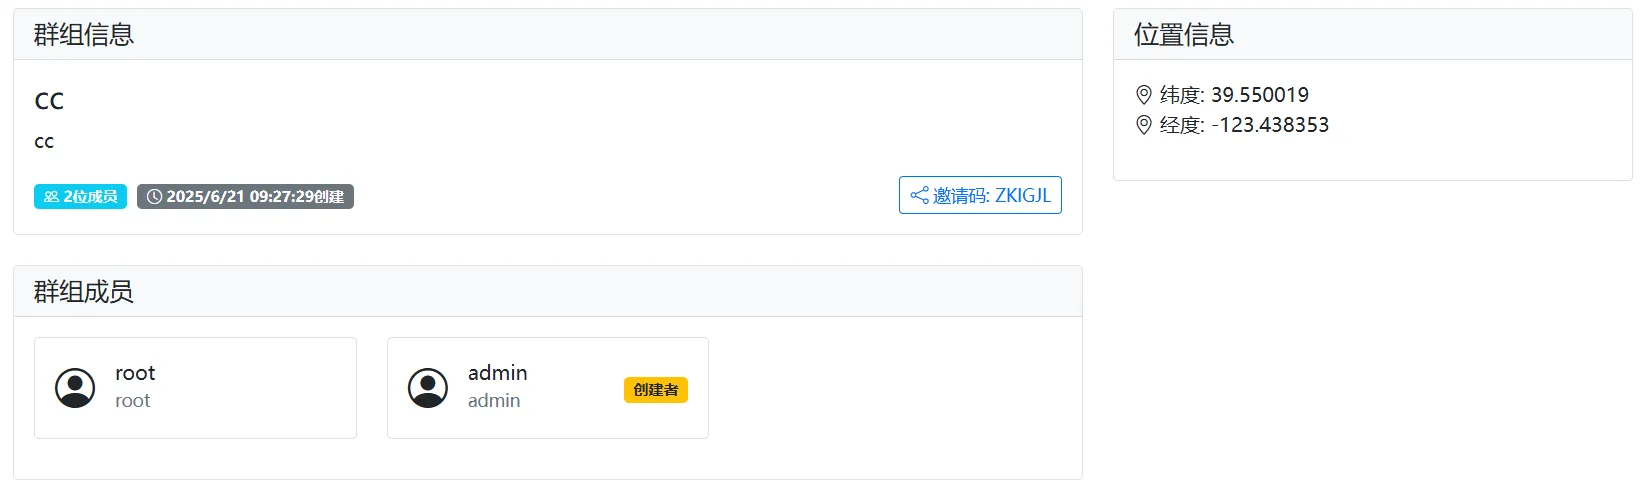 群组信息
cc
cc
2位成员
2025/6/21 09:27:29创建
邀请码: ZKIGJL
群组成员
root
root
admin
admin
创建者
位置信息
纬度: 39.550019
经度: -123.438353